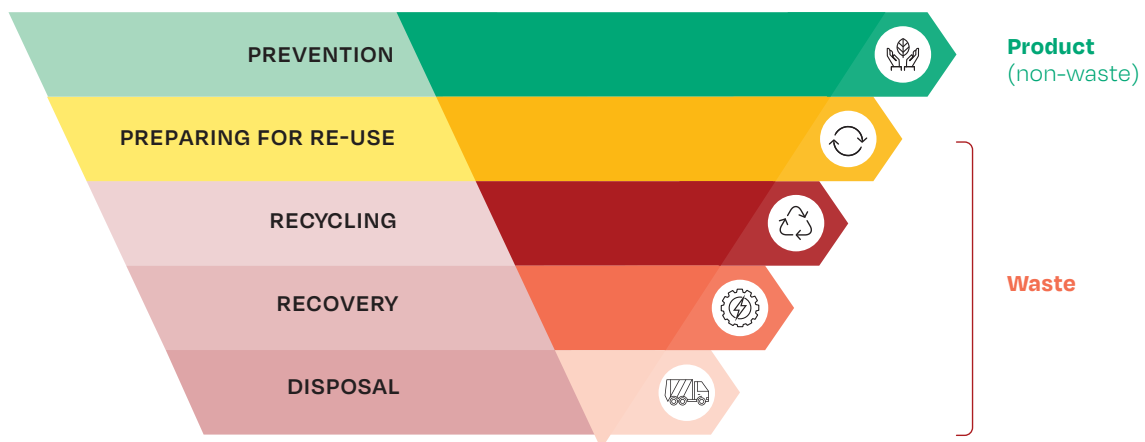 PREVENTION
Product
(non-waste)
PREPARING FOR RE-USE
RECYCLING
RECOVERY
Waste
DISPOSAL